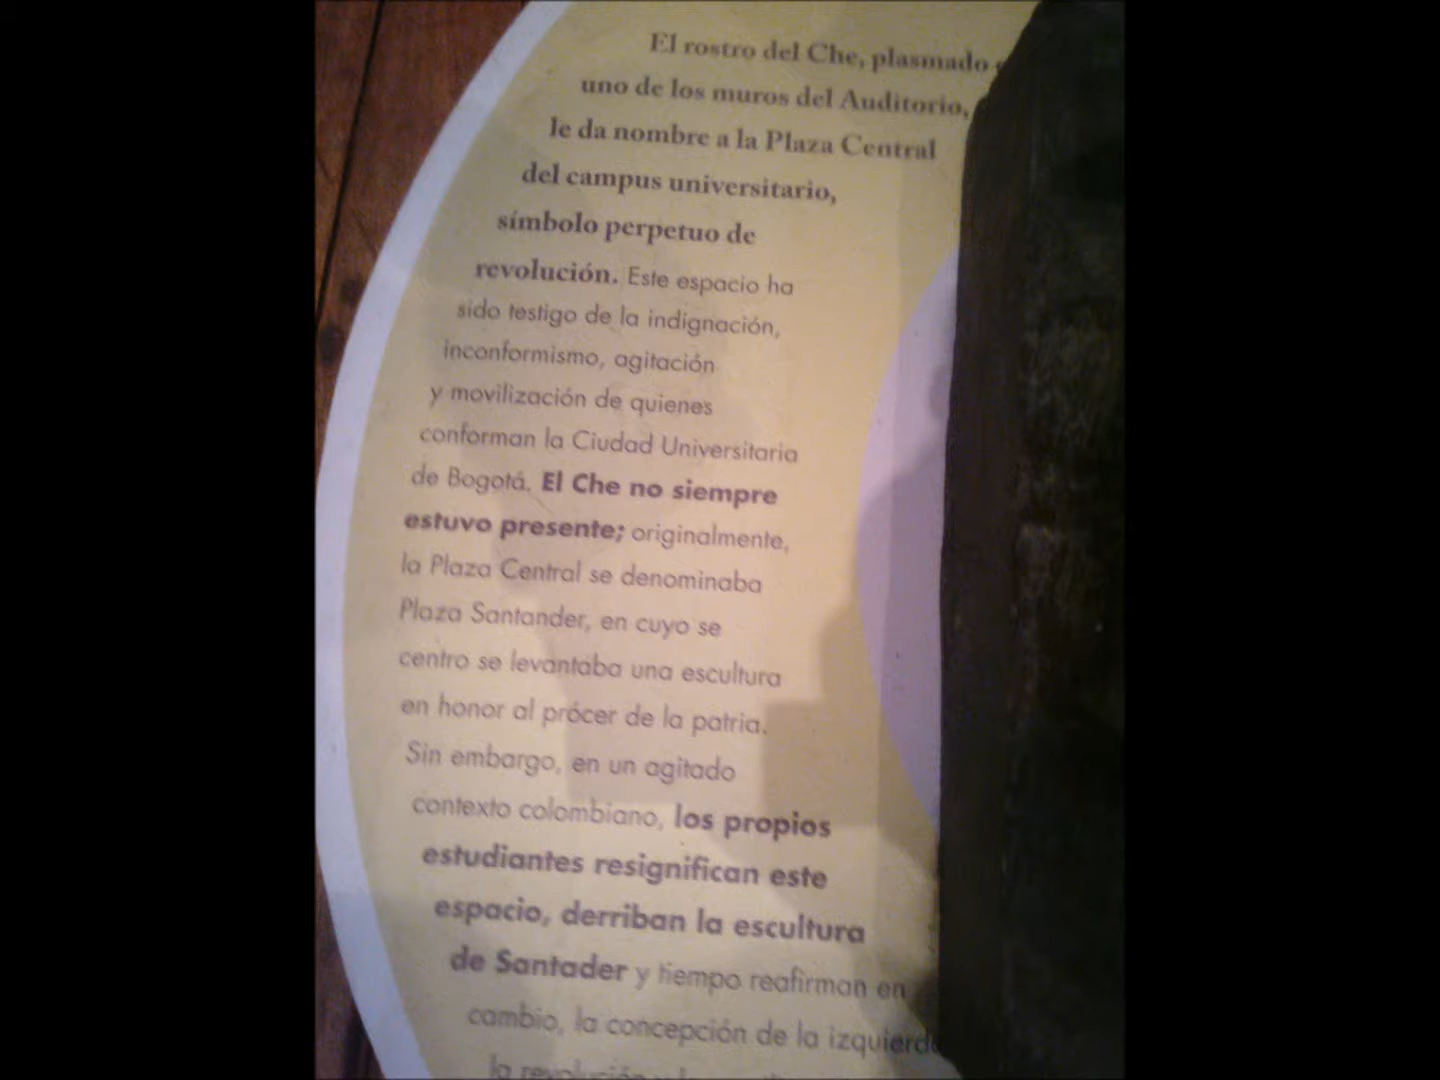 El rostro del Che, plasmado
uno de los muros del Auditorio,
le da nombre a la Plaza Central
del campus universitario,
símbolo perpetuo de
revolución. Este espacio ha
sido testigo de la indignación,
inconformismo, agitación
y movilización de quienes
conforman la Ciudad Universitaria
de Bogotá. El Che no siempre
estuvo presente; originalmente,
la Plaza Central se denominaba
Plaza Santander, en cuyo se
centro se levantaba una escultura
en honor al prócer de la patria.
Sin embargo, en un agitado
contexto colombiano, los propios
estudiantes resignifican este
espacio, derriban la escultura
de Santader y tiempo reafirman en
cambio, la concepción de la izquierd
la revolución